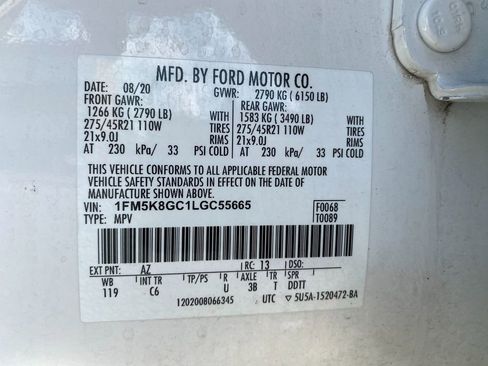 MFD. BY FORD MOTOR CO.
DATE: 08/20 GVWR: 2790 KG ( 6150 LB)
FRONT GAWR: REAR GAWR:
1266 KG ( 2790 LB) WITH 1583 KG ( 3490 LB) WITH
275/45R21 110W TIRES 275/45R21 110W TIRES
21x9.0J RIMS 21x9.0J RIMS
AT 230 kPa/ 33 PSI COLD AT 230 kPa/ 33 PSI COLD
THIS VEHICLE CONFORMS TO ALL APPLICABLE FEDERAL MOTOR
VEHICLE SAFETY STANDARD IN EFFECT ON THE DATE OF
MANUFACTURE SHOWN ABOVE.
VIN: 1FM5K8GC1LGC55665 F0068
TYPE: MPV T0089
EXT PNT: AZ RC: 13 DSO:
WB INT TR TP/PS R AXLE TR SPR
119 C6 U 3B T DDTT
1202008066345 UTC ▽ 5U5A-1520472-BA